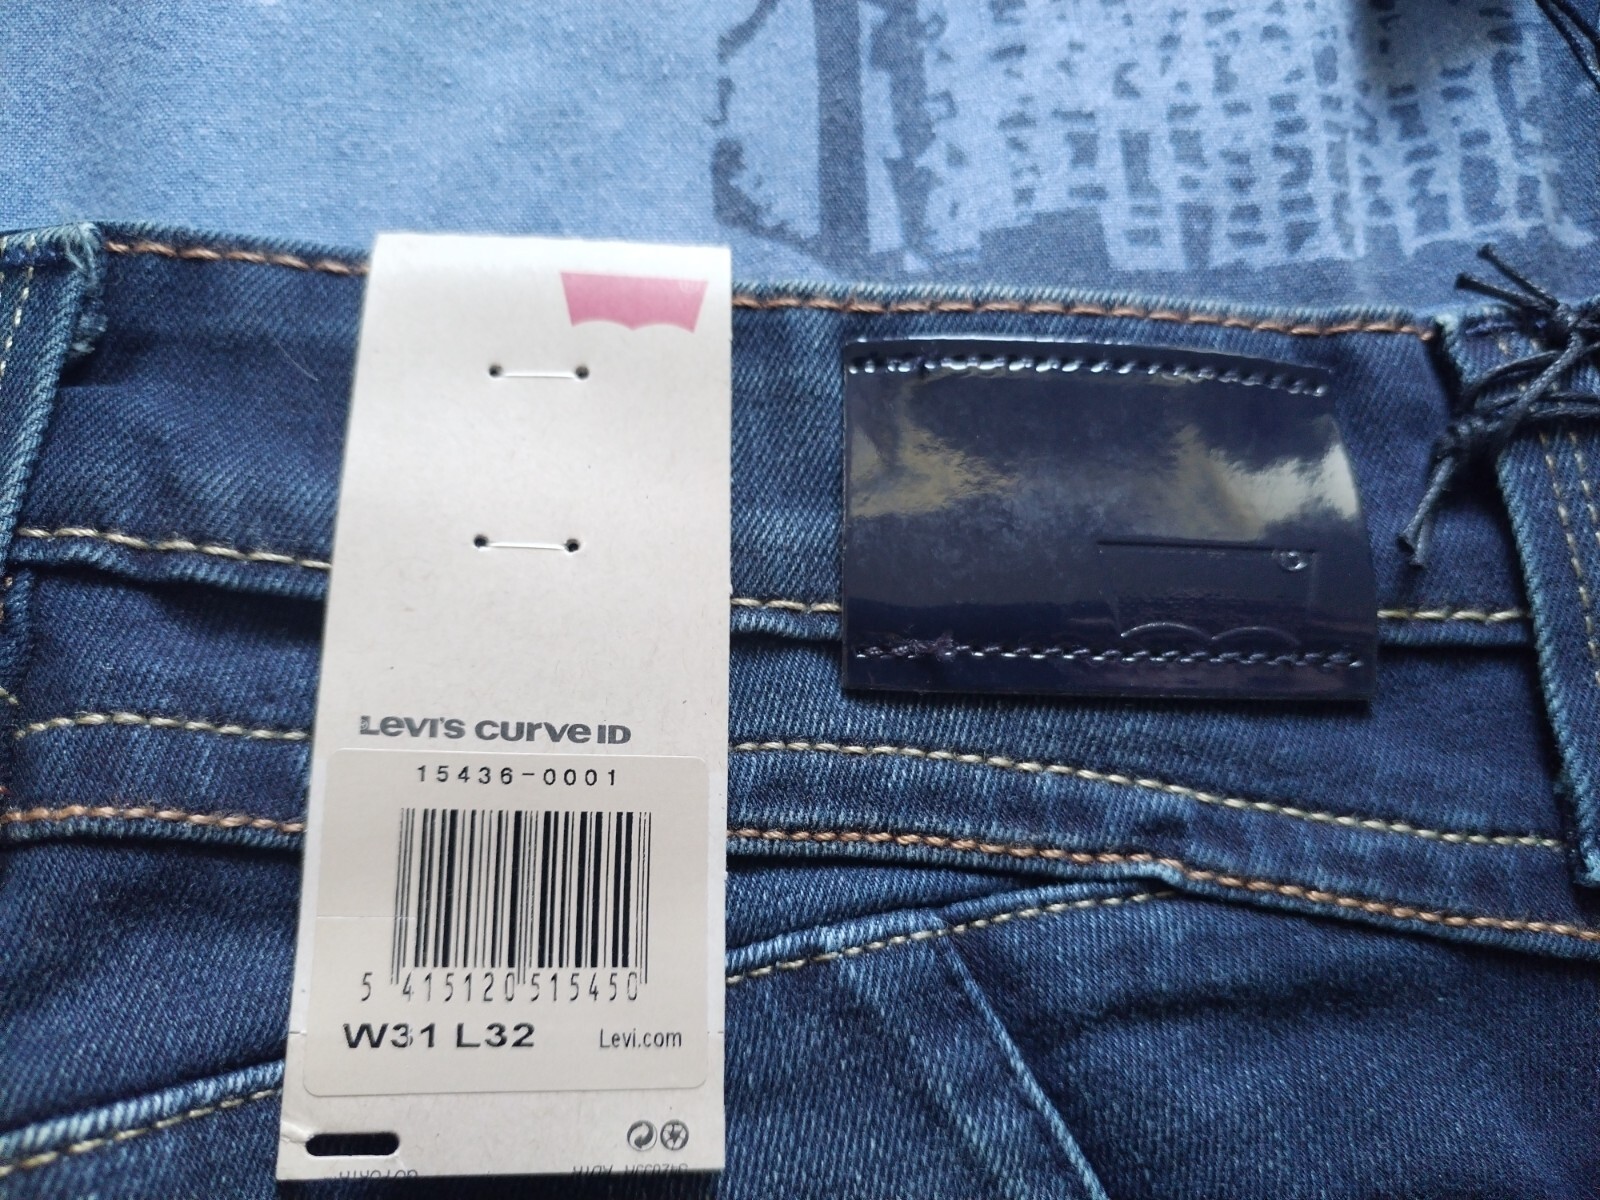 Levi's curve ID
15436-0001
5 415120 515450
W31 L32
Levi.com